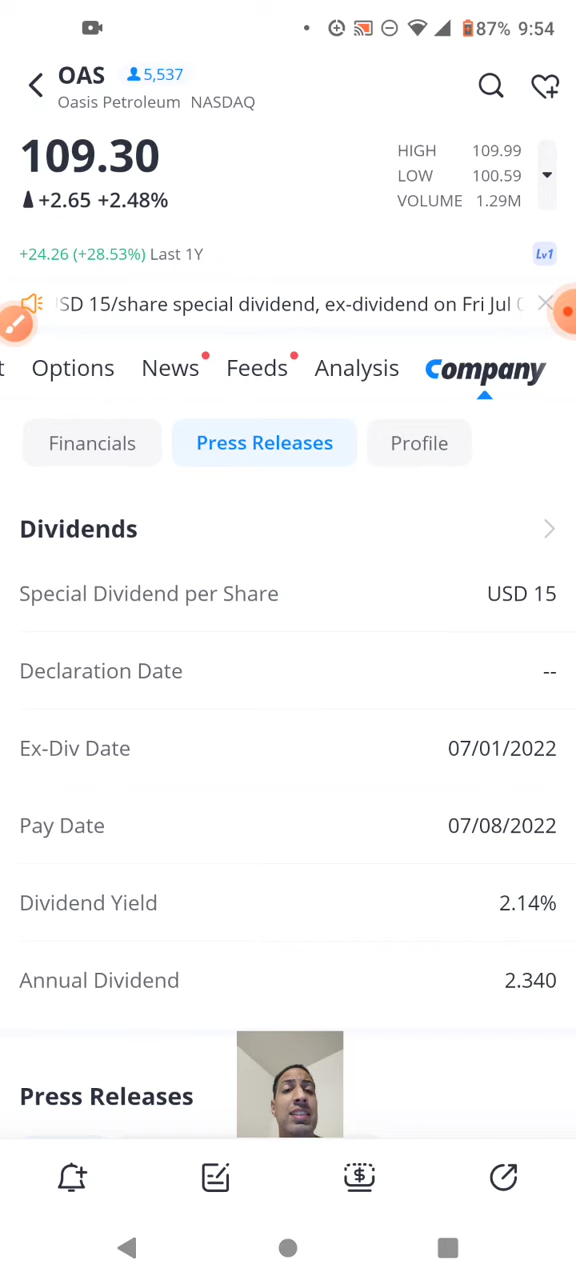 87% 9:54
OAS 5,537
Oasis Petroleum NASDAQ
109.30
+2.65 +2.48%
HIGH 109.99
LOW 100.59
VOLUME 1.29M
+24.26 (+28.53%) Last 1Y
Lv1
SD 15/share special dividend, ex-dividend on Fri Jul
t Options News Feeds Analysis Company
Financials Press Releases Profile
Dividends
Special Dividend per Share USD 15
Declaration Date --
Ex-Div Date 07/01/2022
Pay Date 07/08/2022
Dividend Yield 2.14%
Annual Dividend 2.340
Press Releases